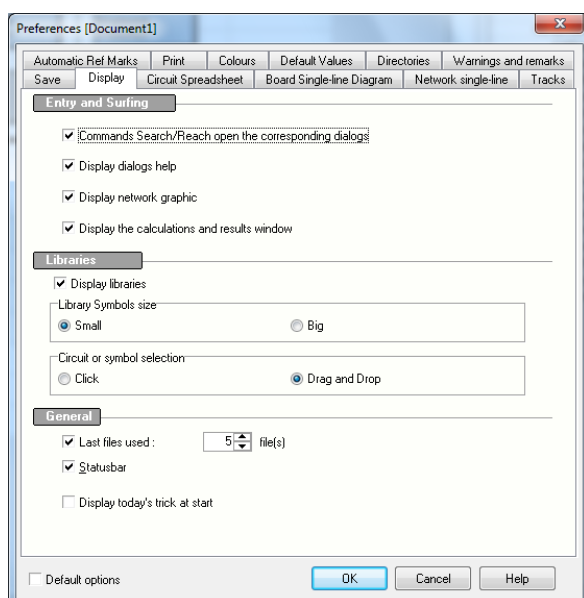 Preferences [Document1]
Automatic Ref Marks Print Colours Default Values Directories Warnings and remarks
Save Display Circuit Spreadsheet Board Single-line Diagram Network single-line Tracks
Entry and Surfing
Commands Search/Reach open the corresponding dialogs
Display dialogs help
Display network graphic
Display the calculations and results window
Libraries
Display libraries
Library Symbols size
Small Big
Circuit or symbol selection
Click Drag and Drop
General
Last files used : 5 file(s)
Statusbar
Display today's trick at start
Default options OK Cancel Help